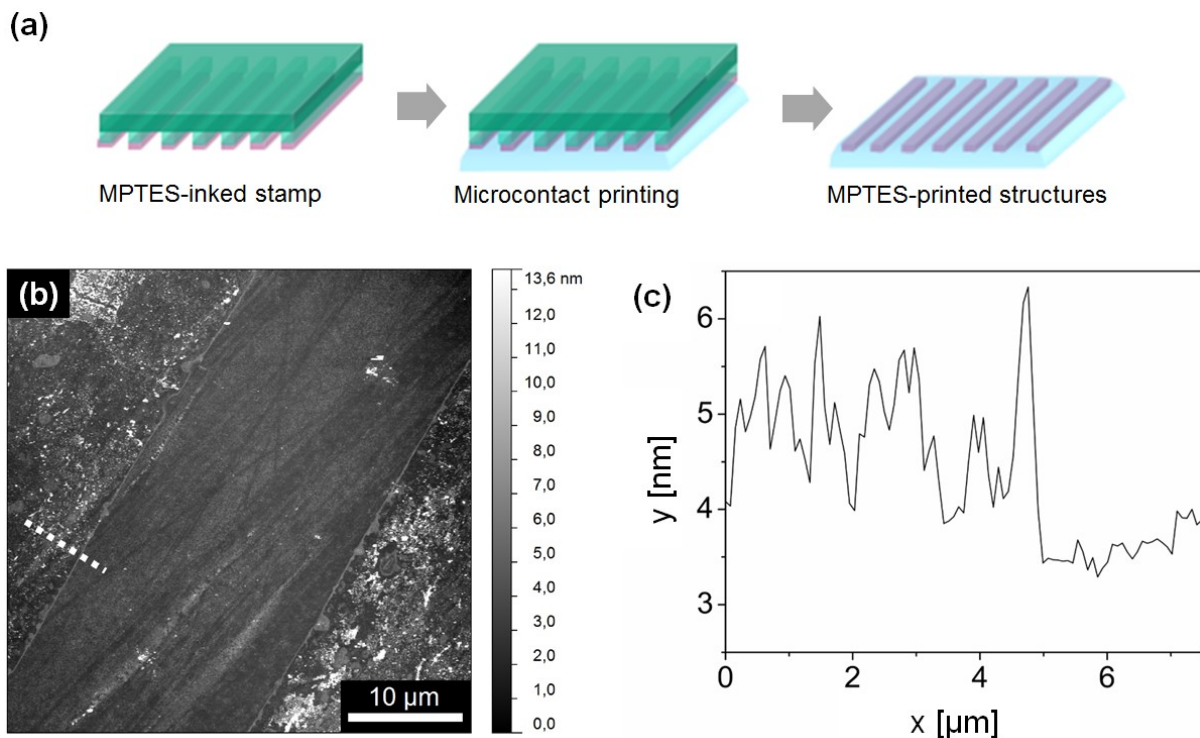 (a)
MPTES-inked stamp
Microcontact printing
MPTES-printed structures
(b)
13,6 nm
12,0
11,0
10,0
9,0
8,0
7,0
6,0
5,0
4,0
3,0
2,0
1,0
0,0
10 µm
(c)
y [nm]
6
5
4
3
0
2
4
6
x [µm]